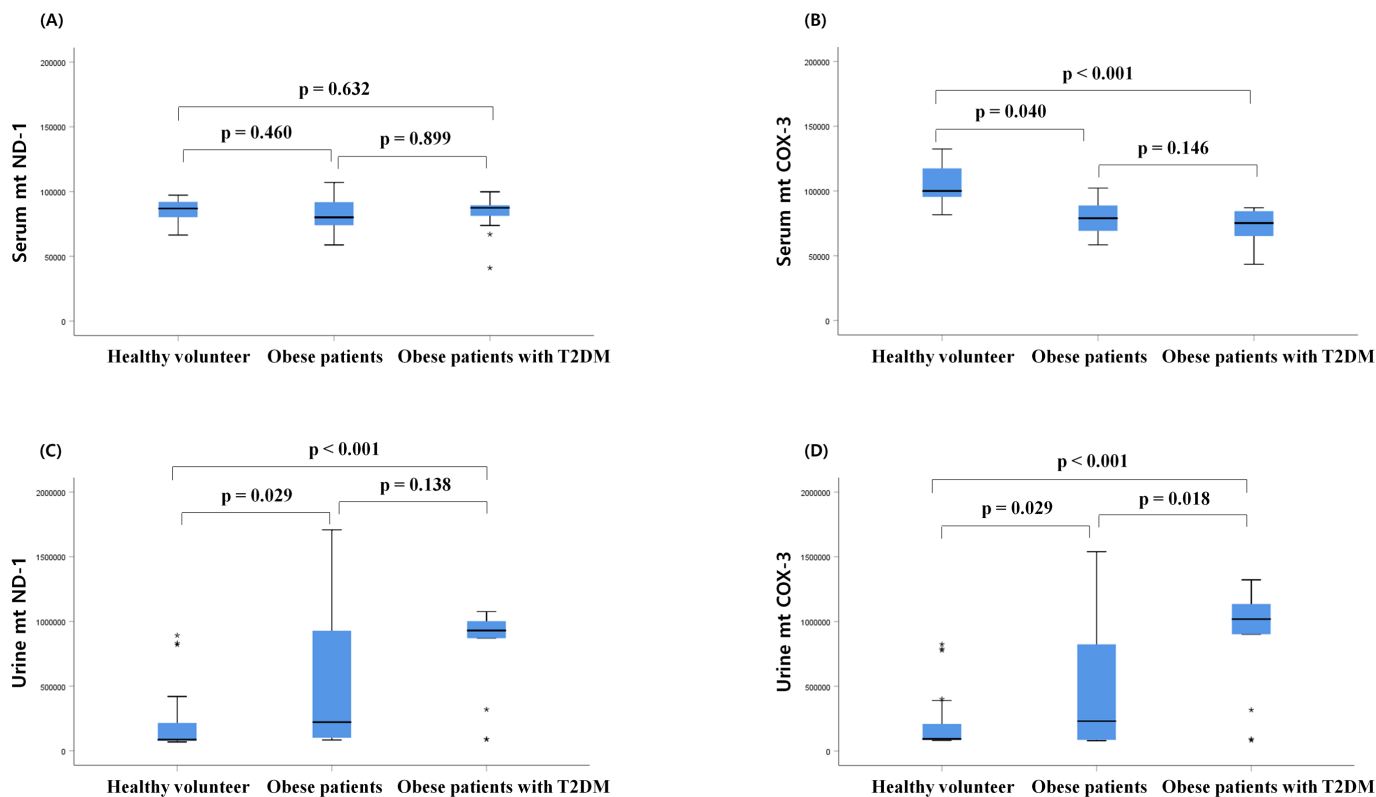 (A)
Serum mt ND-1
200000
150000
100000
50000
0
p = 0.632
p = 0.460
p = 0.899
Healthy volunteer
Obese patients
Obese patients with T2DM
(B)
Serum mt COX-3
200000
150000
100000
50000
0
p < 0.001
p = 0.040
p = 0.146
Healthy volunteer
Obese patients
Obese patients with T2DM
(C)
Urine mt ND-1
2000000
1500000
1000000
500000
0
p < 0.001
p = 0.029
p = 0.138
Healthy volunteer
Obese patients
Obese patients with T2DM
(D)
Urine mt COX-3
2000000
1500000
1000000
500000
0
p < 0.001
p = 0.029
p = 0.018
Healthy volunteer
Obese patients
Obese patients with T2DM